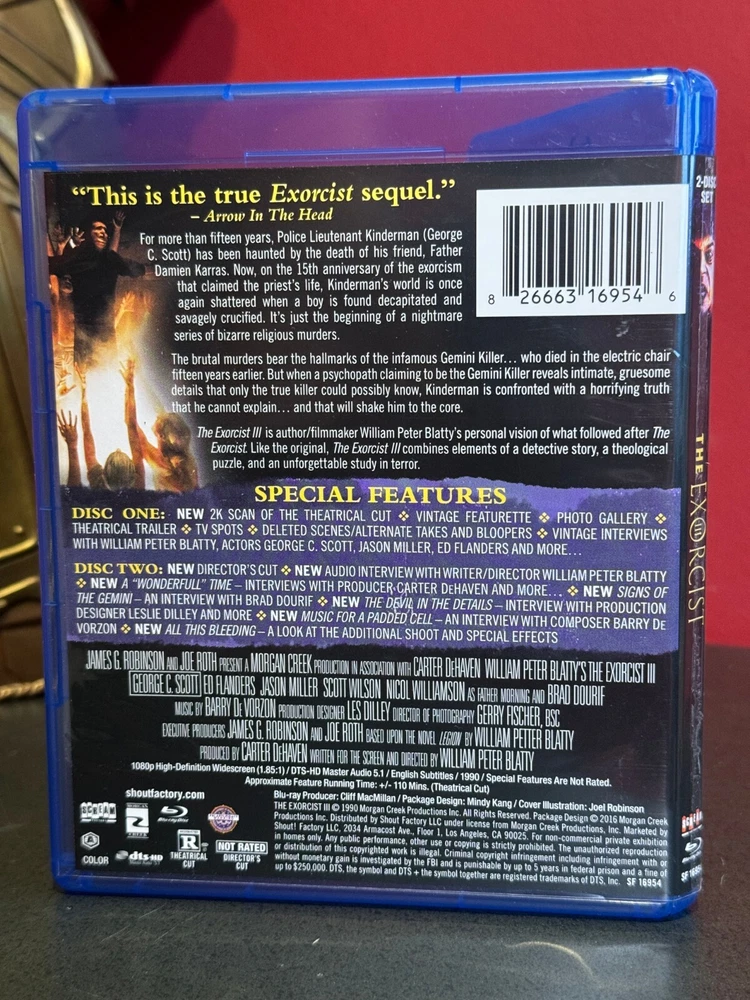 “This is the true Exorcist sequel.”
– Arrow In The Head
For more than fifteen years, Police Lieutenant Kinderman (George
C. Scott) has been haunted by the death of his friend, Father
Damien Karras. Now, on the 15th anniversary of the exorcism
that claimed the priest's life, Kinderman's world is once
again shattered when a boy is found decapitated and
savagely crucified. It's just the beginning of a nightmare
series of bizarre religious murders.
8 26663 16954 6
The brutal murders bear the hallmarks of the infamous Gemini Killer... who died in the electric chair
fifteen years earlier. But when a psychopath claiming to be the Gemini Killer reveals intimate, gruesome
details that only the true killer could possibly know, Kinderman is confronted with a horrifying truth
that he cannot explain... and that will shake him to the core.
The Exorcist III is author/filmmaker William Peter Blatty's personal vision of what followed after The
Exorcist. Like the original, The Exorcist III combines elements of a detective story, a theological
puzzle, and an unforgettable study in terror.
SPECIAL FEATURES
DISC ONE: NEW 2K SCAN OF THE THEATRICAL CUT ❖ VINTAGE FEATURETTE ❖ PHOTO GALLERY ❖
THEATRICAL TRAILER ❖ TV SPOTS ❖ DELETED SCENES/ALTERNATE TAKES AND BLOOPERS ❖ VINTAGE INTERVIEWS
WITH WILLIAM PETER BLATTY, ACTORS GEORGE C. SCOTT, JASON MILLER, ED FLANDERS AND MORE...
DISC TWO: NEW DIRECTOR'S CUT ❖ NEW AUDIO INTERVIEW WITH WRITER/DIRECTOR WILLIAM PETER BLATTY
❖ NEW A “WONDERFULL” TIME – INTERVIEWS WITH PRODUCER CARTER DEHAVEN AND MORE... ❖ NEW SIGNS OF
THE GEMINI – AN INTERVIEW WITH BRAD DOURIF ❖ NEW THE DEVIL IN THE DETAILS – INTERVIEW WITH PRODUCTION
DESIGNER LESLIE DILLEY AND MORE ❖ NEW MUSIC FOR A PADDED CELL – AN INTERVIEW WITH COMPOSER BARRY DE
VORZON ❖ NEW ALL THIS BLEEDING – A LOOK AT THE ADDITIONAL SHOOT AND SPECIAL EFFECTS
JAMES G. ROBINSON AND JOE ROTH PRESENT A MORGAN CREEK PRODUCTION IN ASSOCIATION WITH CARTER DEHAVEN WILLIAM PETER BLATTY'S THE EXORCIST III
GEORGE C. SCOTT ED FLANDERS JASON MILLER SCOTT WILSON NICOL WILLIAMSON AS FATHER MORNING AND BRAD DOURIF
MUSIC BY BARRY DE VORZON PRODUCTION DESIGNER LES DILLEY DIRECTOR OF PHOTOGRAPHY GERRY FISCHER, BSC
EXECUTIVE PRODUCERS JAMES G. ROBINSON AND JOE ROTH BASED UPON THE NOVEL LEGION BY WILLIAM PETTER BLATTY
PRODUCED BY CARTER DEHAVEN WRITTEN FOR THE SCREEN AND DIRECTED BY WILLIAM PETER BLATTY
1080p High-Definition Widescreen (1.85:1) / DTS-HD Master Audio 5.1 / English Subtitles / 1990 / Special Features Are Not Rated.
Approximate Feature Running Time: +/- 110 Mins. (Theatrical Cut)
shoutfactory.com
Blu-ray Producer: Cliff MacMillan / Package Design: Mindy Kang / Cover Illustration: Joel Robinson
THE EXORCIST III © 1990 Morgan Creek Productions Inc. All Rights Reserved. Package Design © 2016 Morgan Creek
Productions Inc. Distributed by Shout Factory LLC under license from Morgan Creek Productions, Inc. Marketed by
Shout! Factory LLC, 2034 Armacost Ave., Floor 1, Los Angeles, CA 90025. For non-commercial private exhibition
in homes only. Any public performance, other use or copying is strictly prohibited. The unauthorized reproduction
or distribution of this copyrighted work is illegal. Criminal copyright infringement including infringement with or
without monetary gain is investigated by the FBI and is punishable by up to 5 years in federal prison and a fine of
up to $250,000. DTS, the symbol and DTS + the symbol together are registered trademarks of DTS, Inc. SF 16954
SCREAM
Blu-ray
COLOR
dts-HD
R
THEATRICAL
CUT
NOT RATED
DIRECTOR'S
CUT
2-DISC
SET
THE EXORCIST